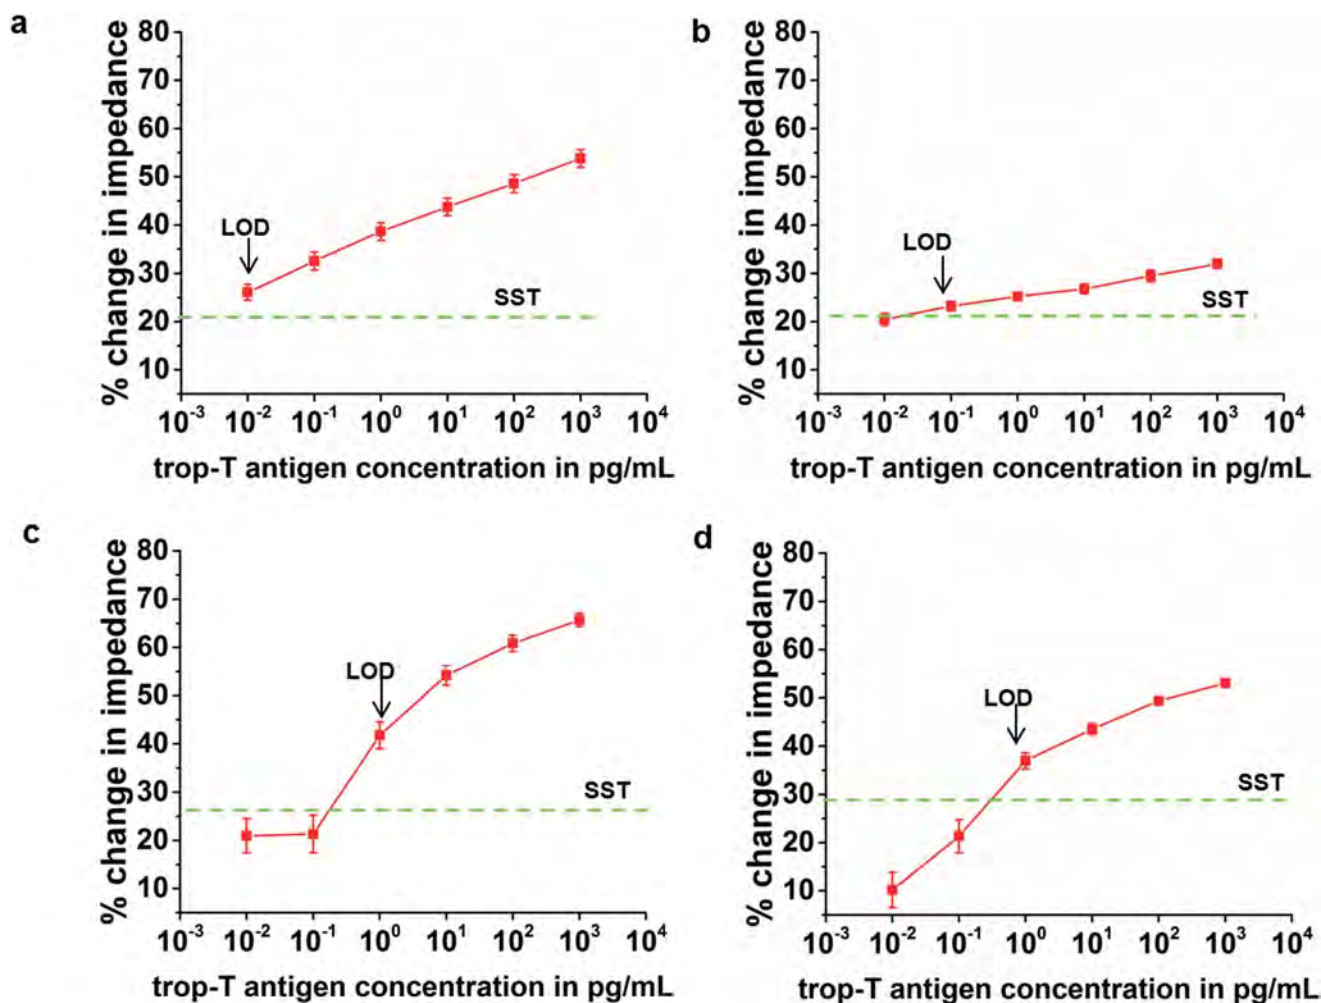 a
% change in impedance
80
70
60
50
40
30
20
10
LOD
SST
10⁻³ 10⁻² 10⁻¹ 10⁰ 10¹ 10² 10³ 10⁴
trop-T antigen concentration in pg/mL
b
% change in impedance
80
70
60
50
40
30
20
10
LOD
SST
10⁻³ 10⁻² 10⁻¹ 10⁰ 10¹ 10² 10³ 10⁴
trop-T antigen concentration in pg/mL
c
% change in impedance
80
70
60
50
40
30
20
10
LOD
SST
10⁻³ 10⁻² 10⁻¹ 10⁰ 10¹ 10² 10³ 10⁴
trop-T antigen concentration in pg/mL
d
% change in impedance
80
70
60
50
40
30
20
10
LOD
SST
10⁻³ 10⁻² 10⁻¹ 10⁰ 10¹ 10² 10³ 10⁴
trop-T antigen concentration in pg/mL